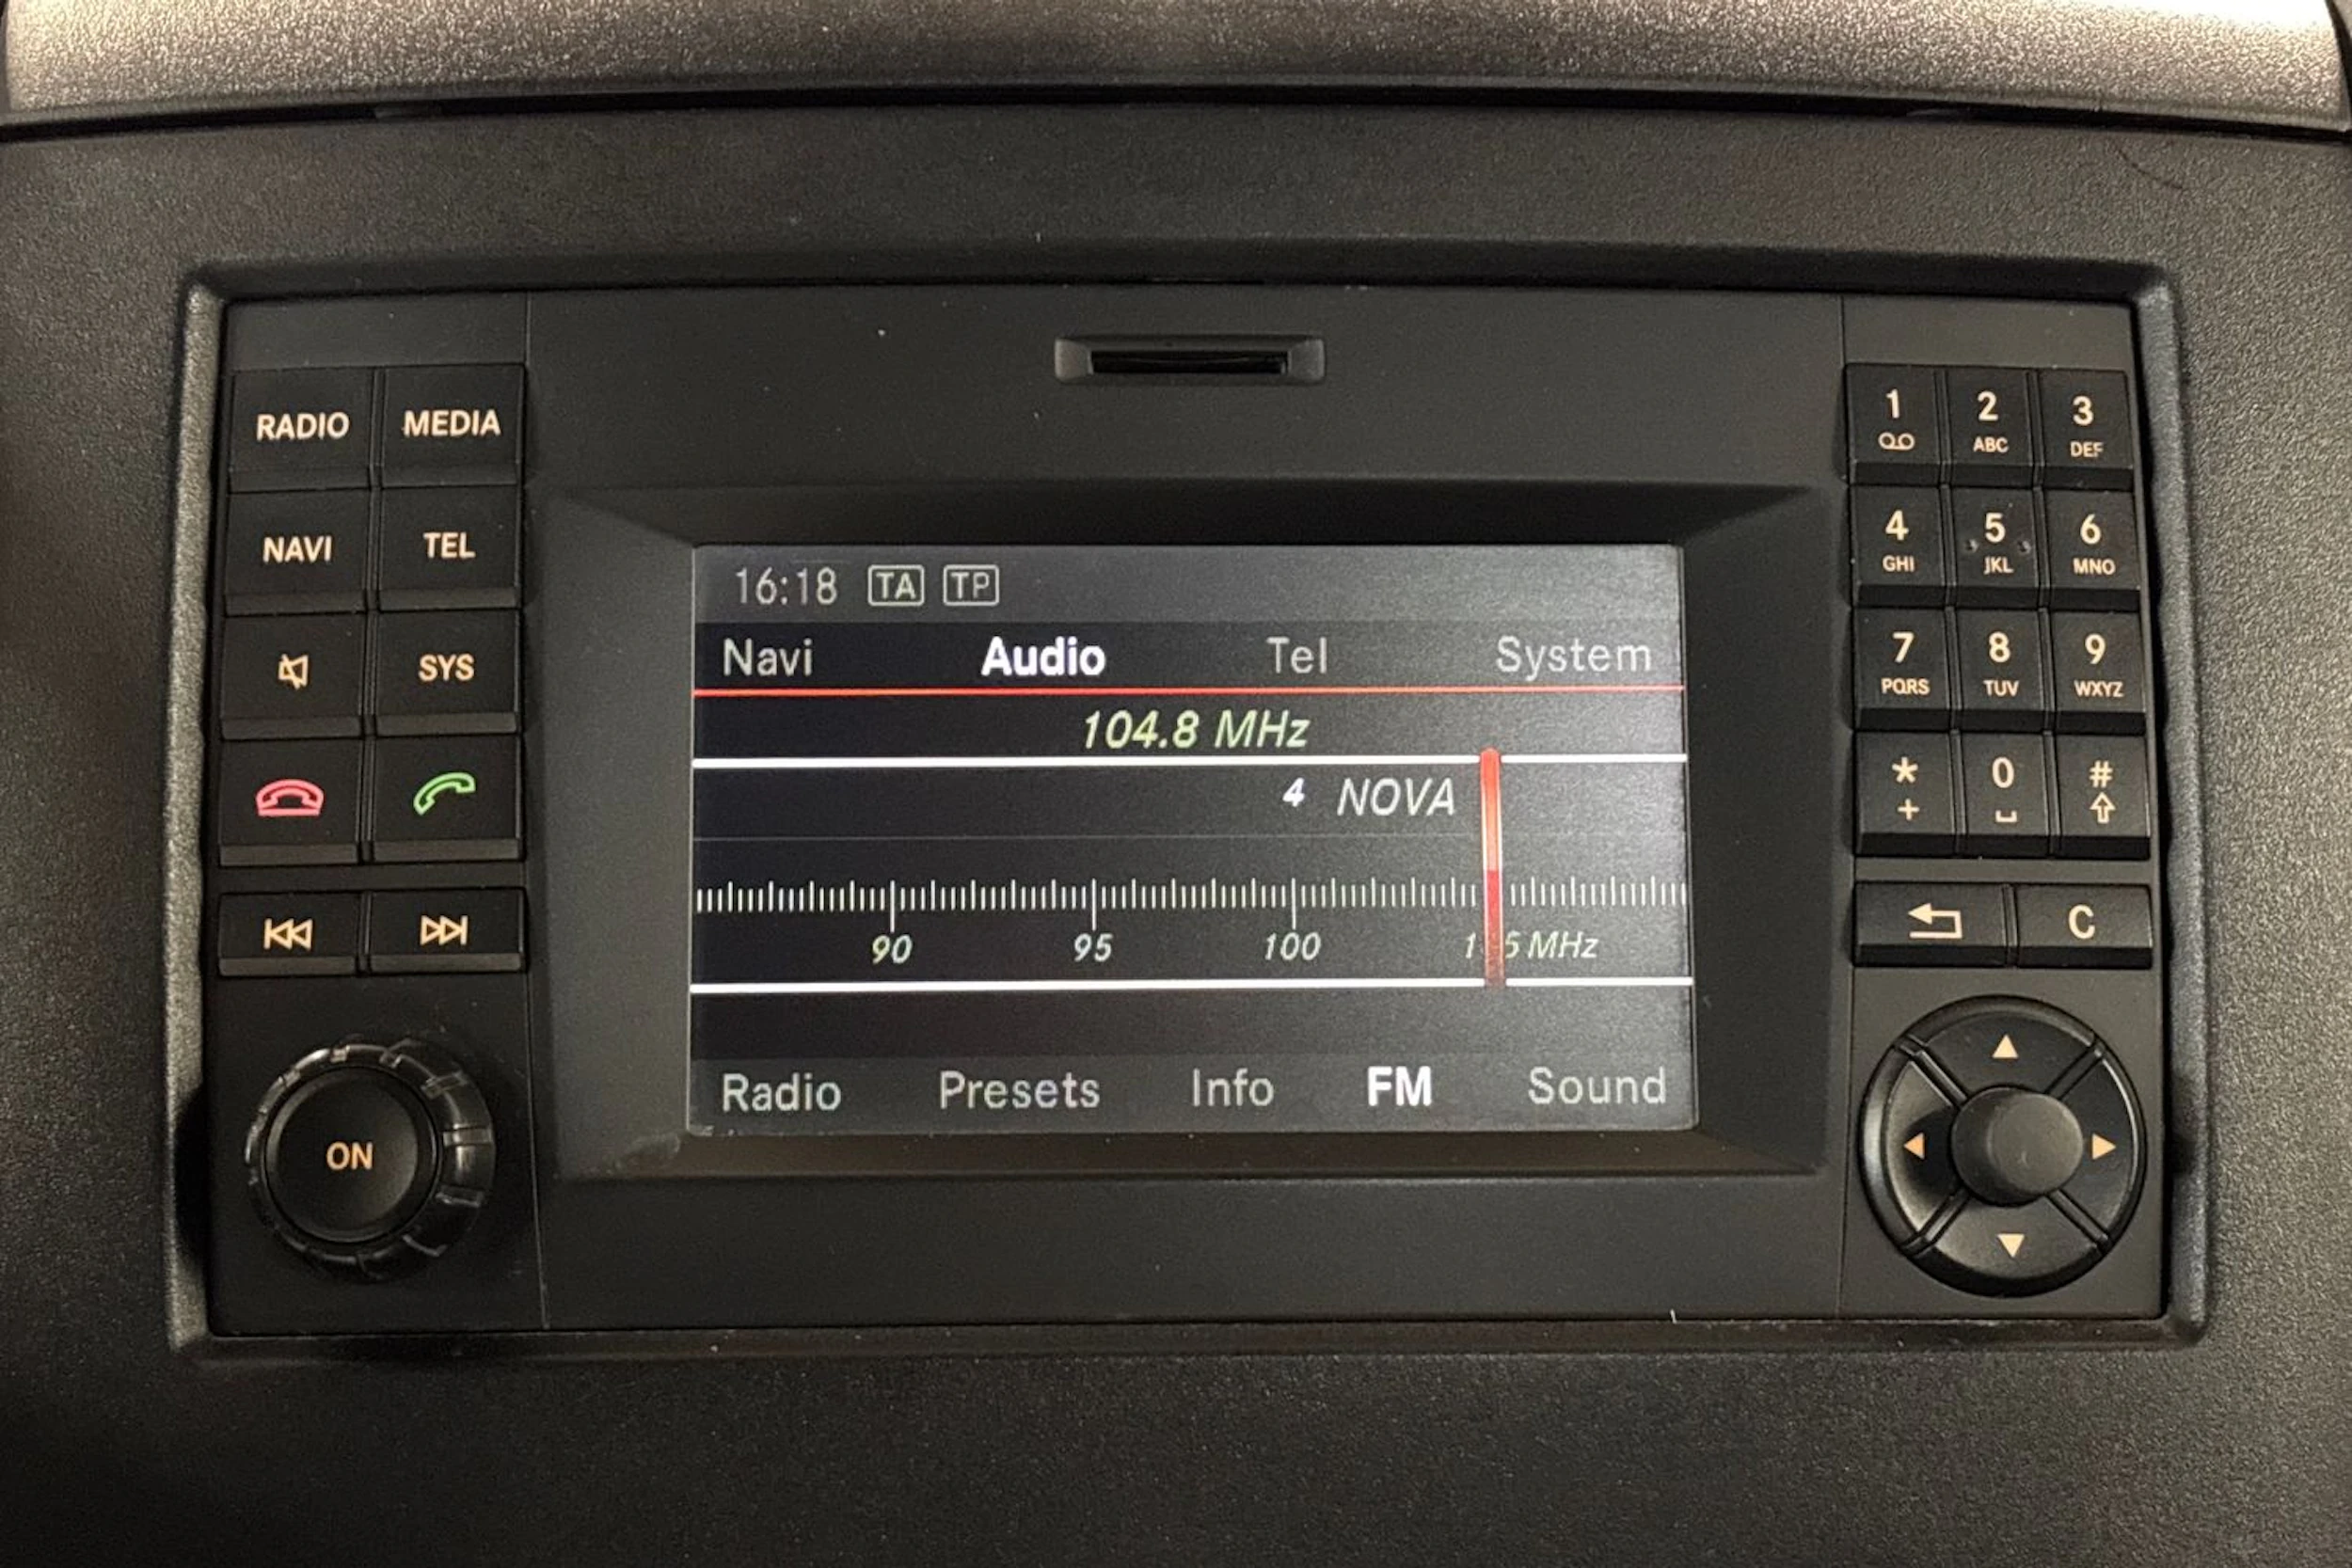 RADIO MEDIA
NAVI TEL
SYS
ON
16:18 TA TP
Navi Audio Tel System
104.8 MHz
4 NOVA
90 95 100 105 MHz
Radio Presets Info FM Sound
1 2 3
ABC DEF
4 5 6
GHI JKL MNO
7 8 9
PQRS TUV WXYZ
* 0 #
+
C